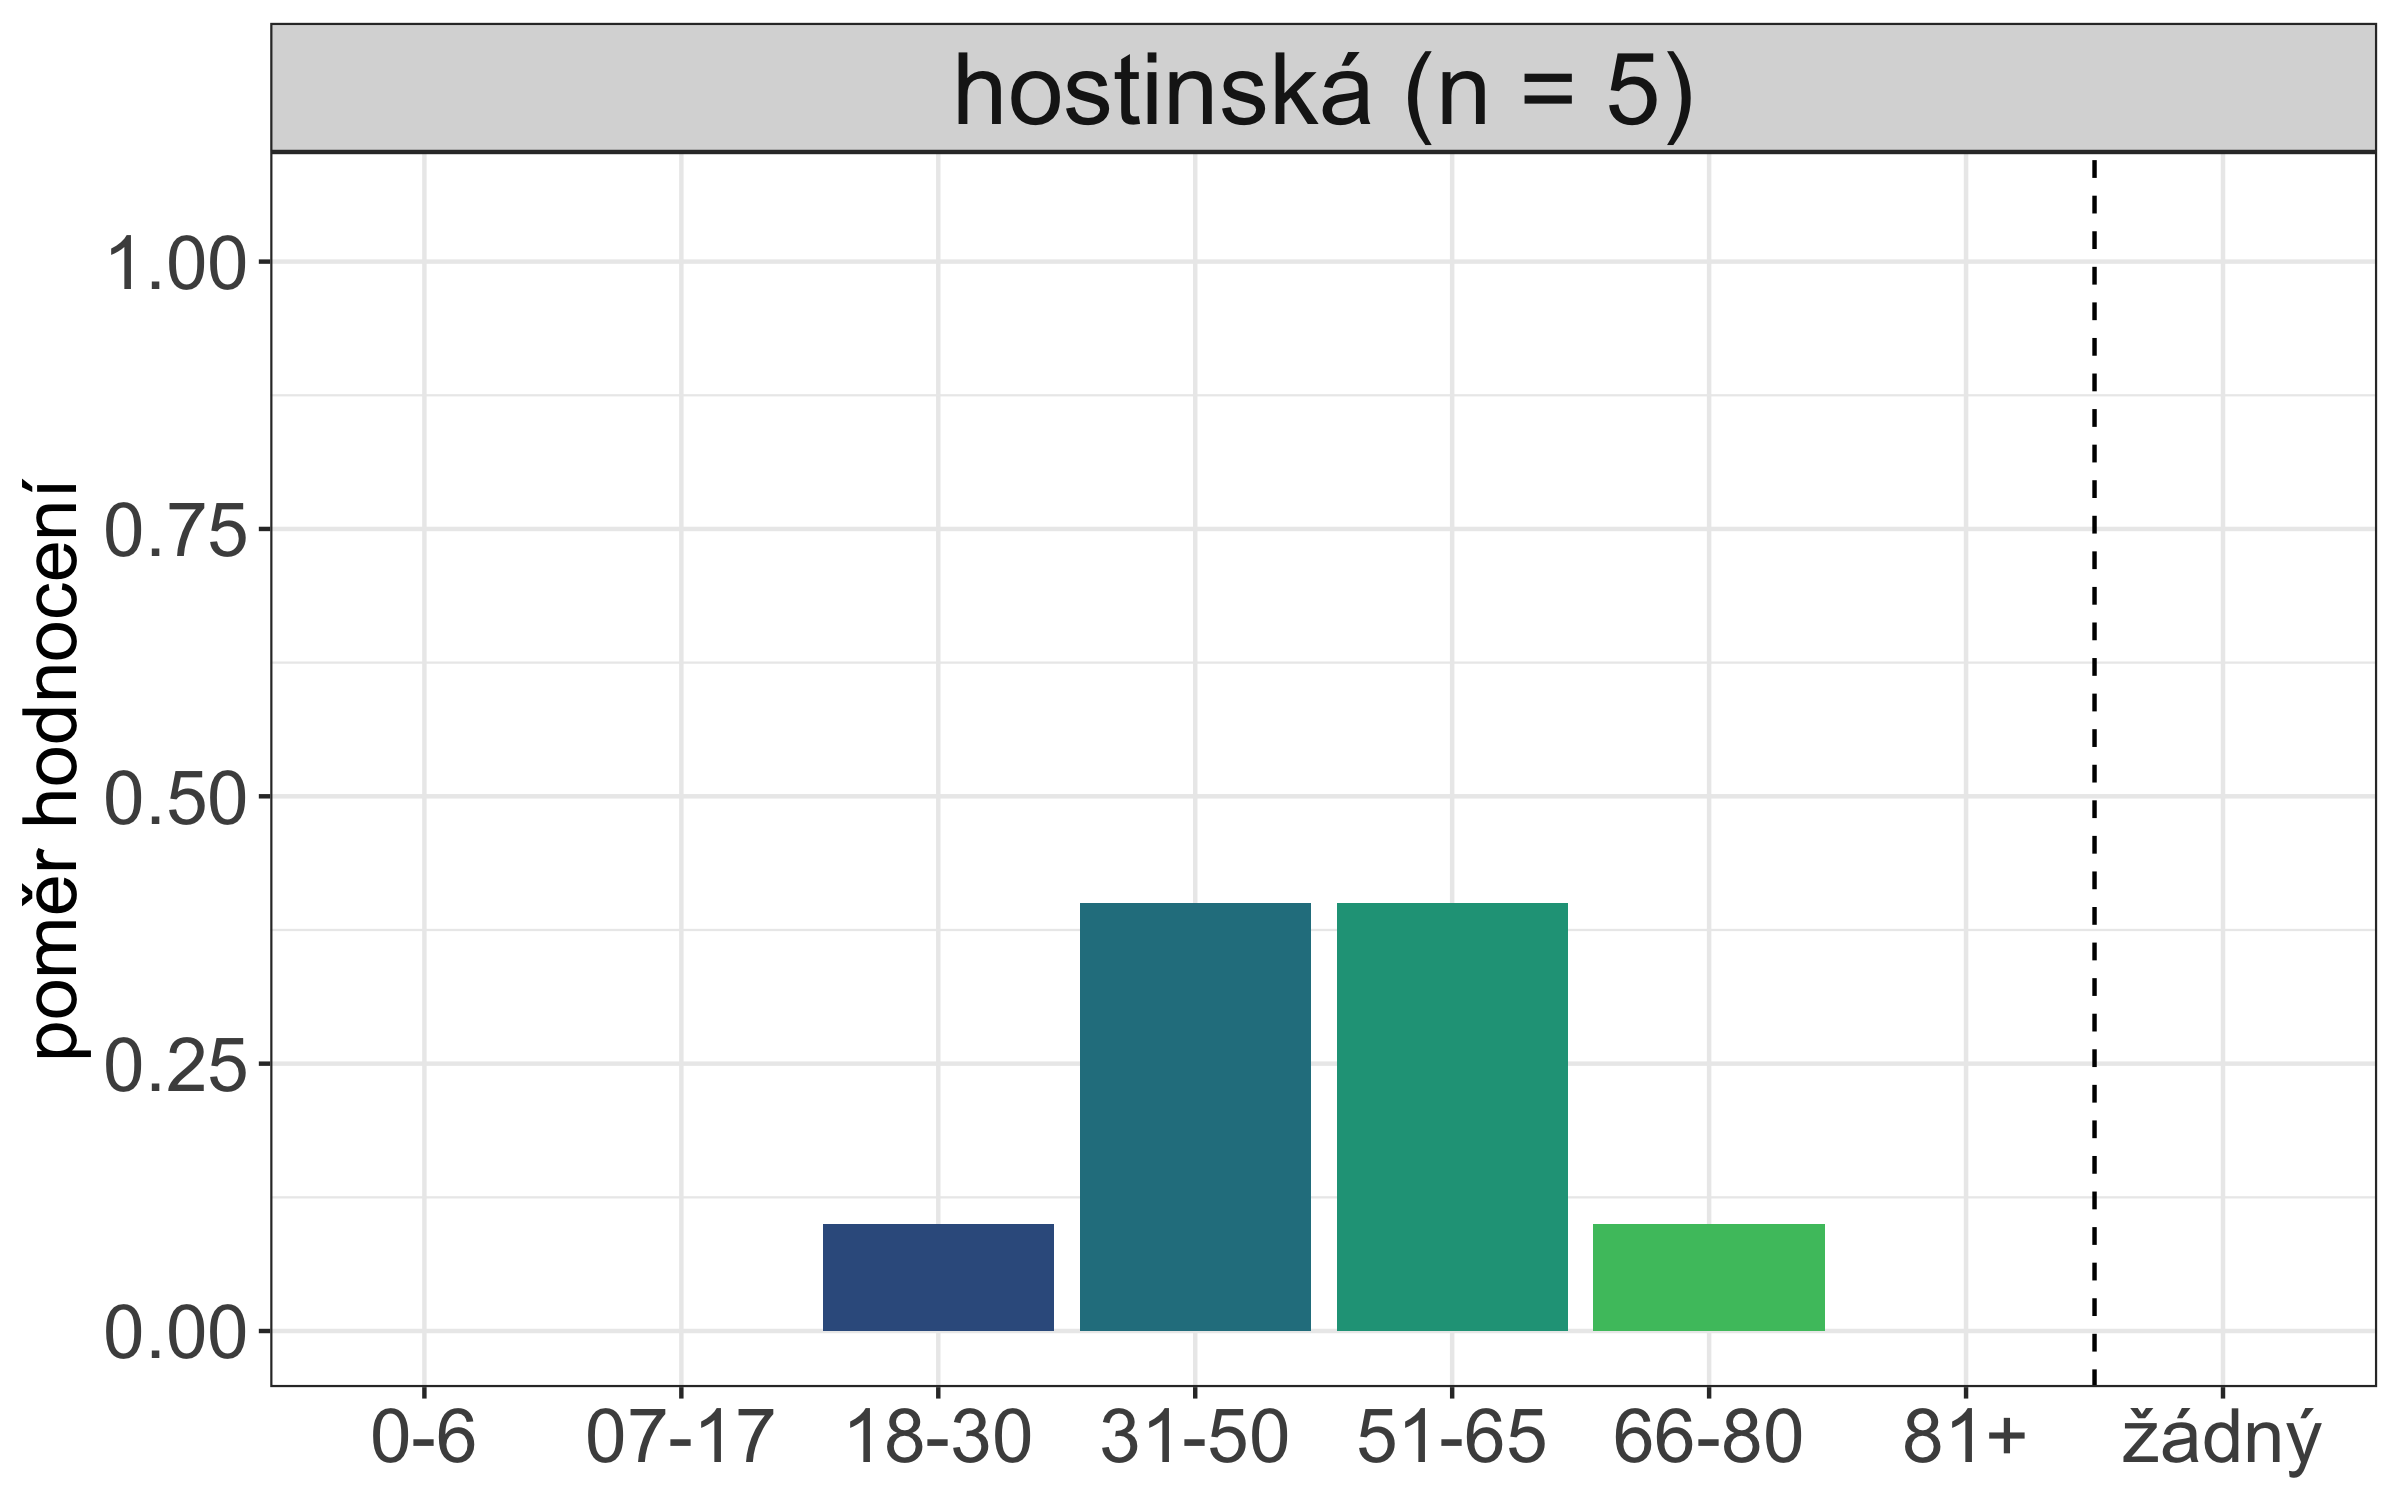 hostinská (n = 5)
poměr hodnocení
1.00
0.75
0.50
0.25
0.00
0-6 07-17 18-30 31-50 51-65 66-80 81+ žádný